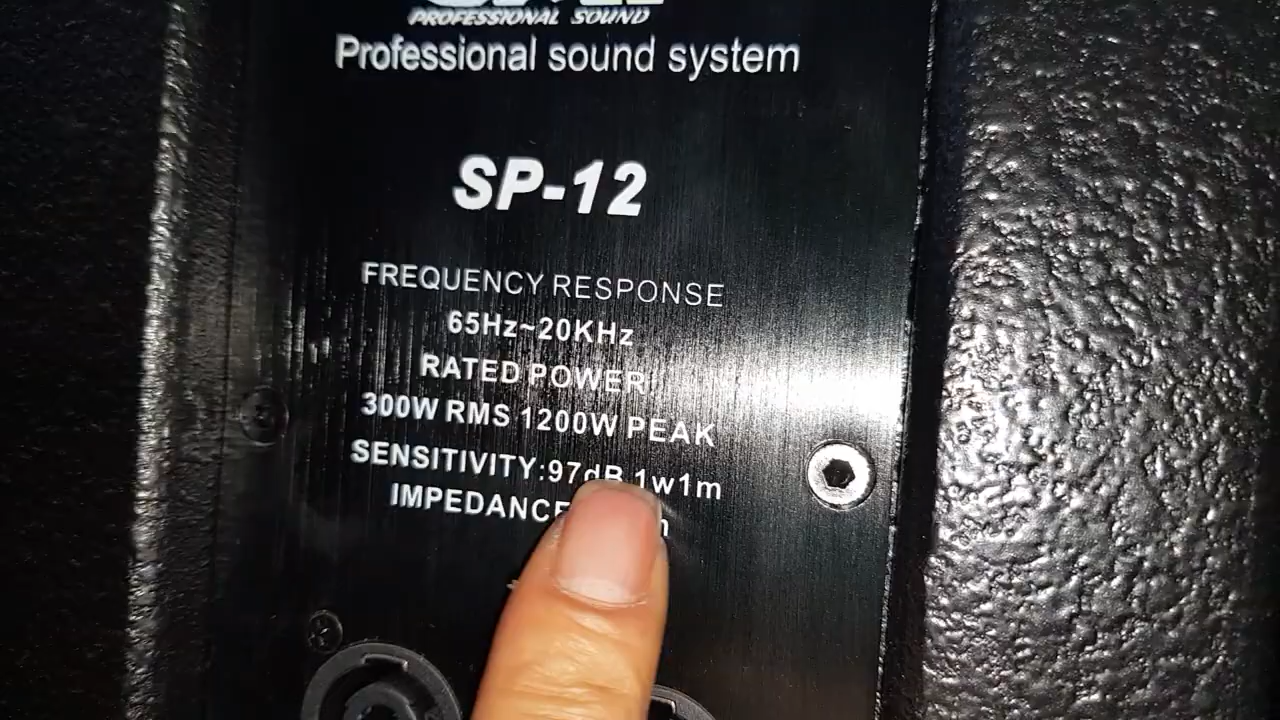 PROFESSIONAL SOUND
Professional sound system
SP-12
FREQUENCY RESPONSE
65Hz~20KHz
RATED POWER:
300W RMS 1200W PEAK
SENSITIVITY:97dB 1w1m
IMPEDANCE